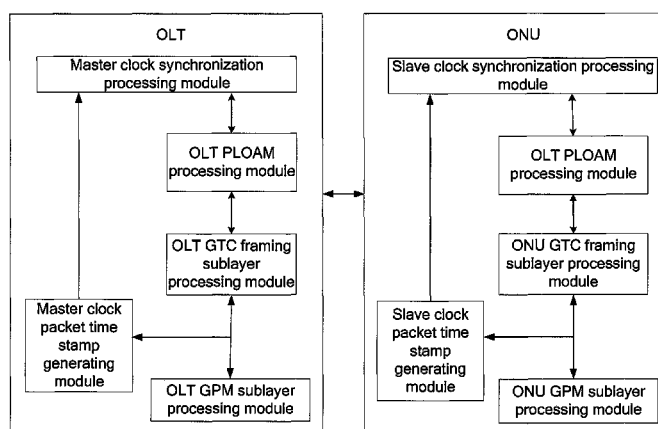 OLT
Master clock synchronization
processing module
OLT PLOAM
processing module
OLT GTC framing
sublayer
processing module
Master clock
packet time
stamp
generating
module
OLT GPM sublayer
processing module
ONU
Slave clock synchronization processing
module
OLT PLOAM
processing module
ONU GTC framing
sublayer processing
module
Slave clock
packet time
stamp
generating
module
ONU GPM sublayer
processing module